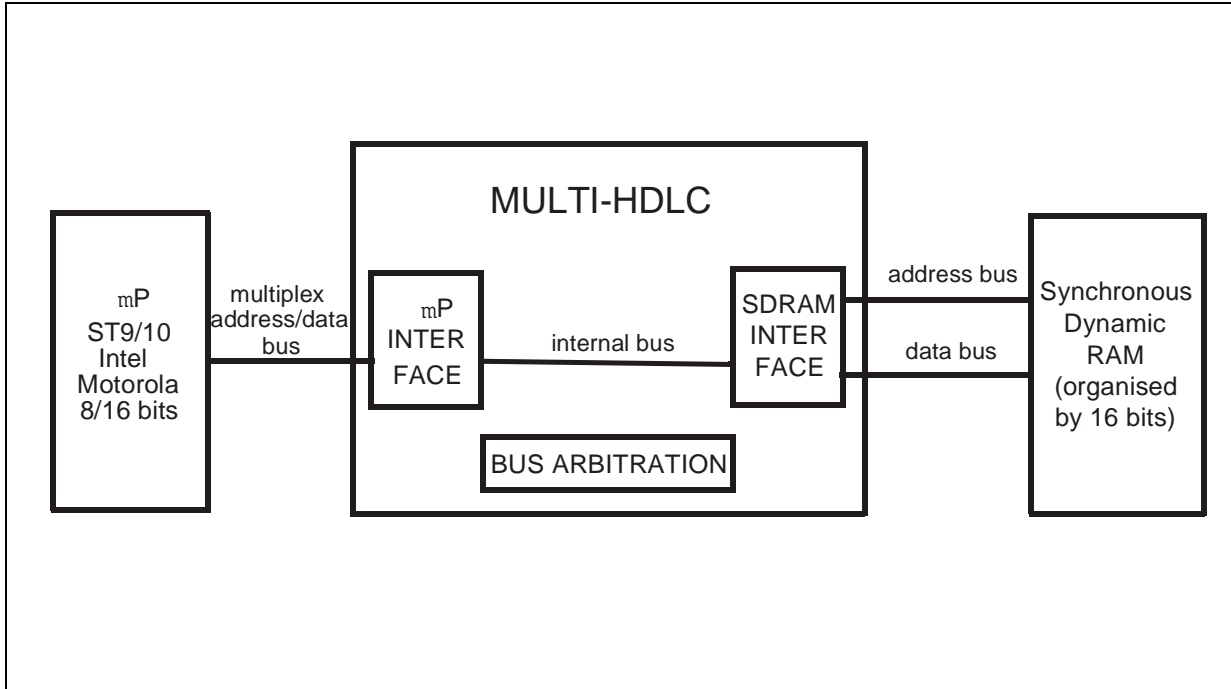 MULTI-HDLC
mP
ST9/10
Intel
Motorola
8/16 bits
multiplex
address/data
bus
mP
INTER
FACE
internal bus
SDRAM
INTER
FACE
BUS ARBITRATION
address bus
data bus
Synchronous
Dynamic
RAM
(organised
by 16 bits)